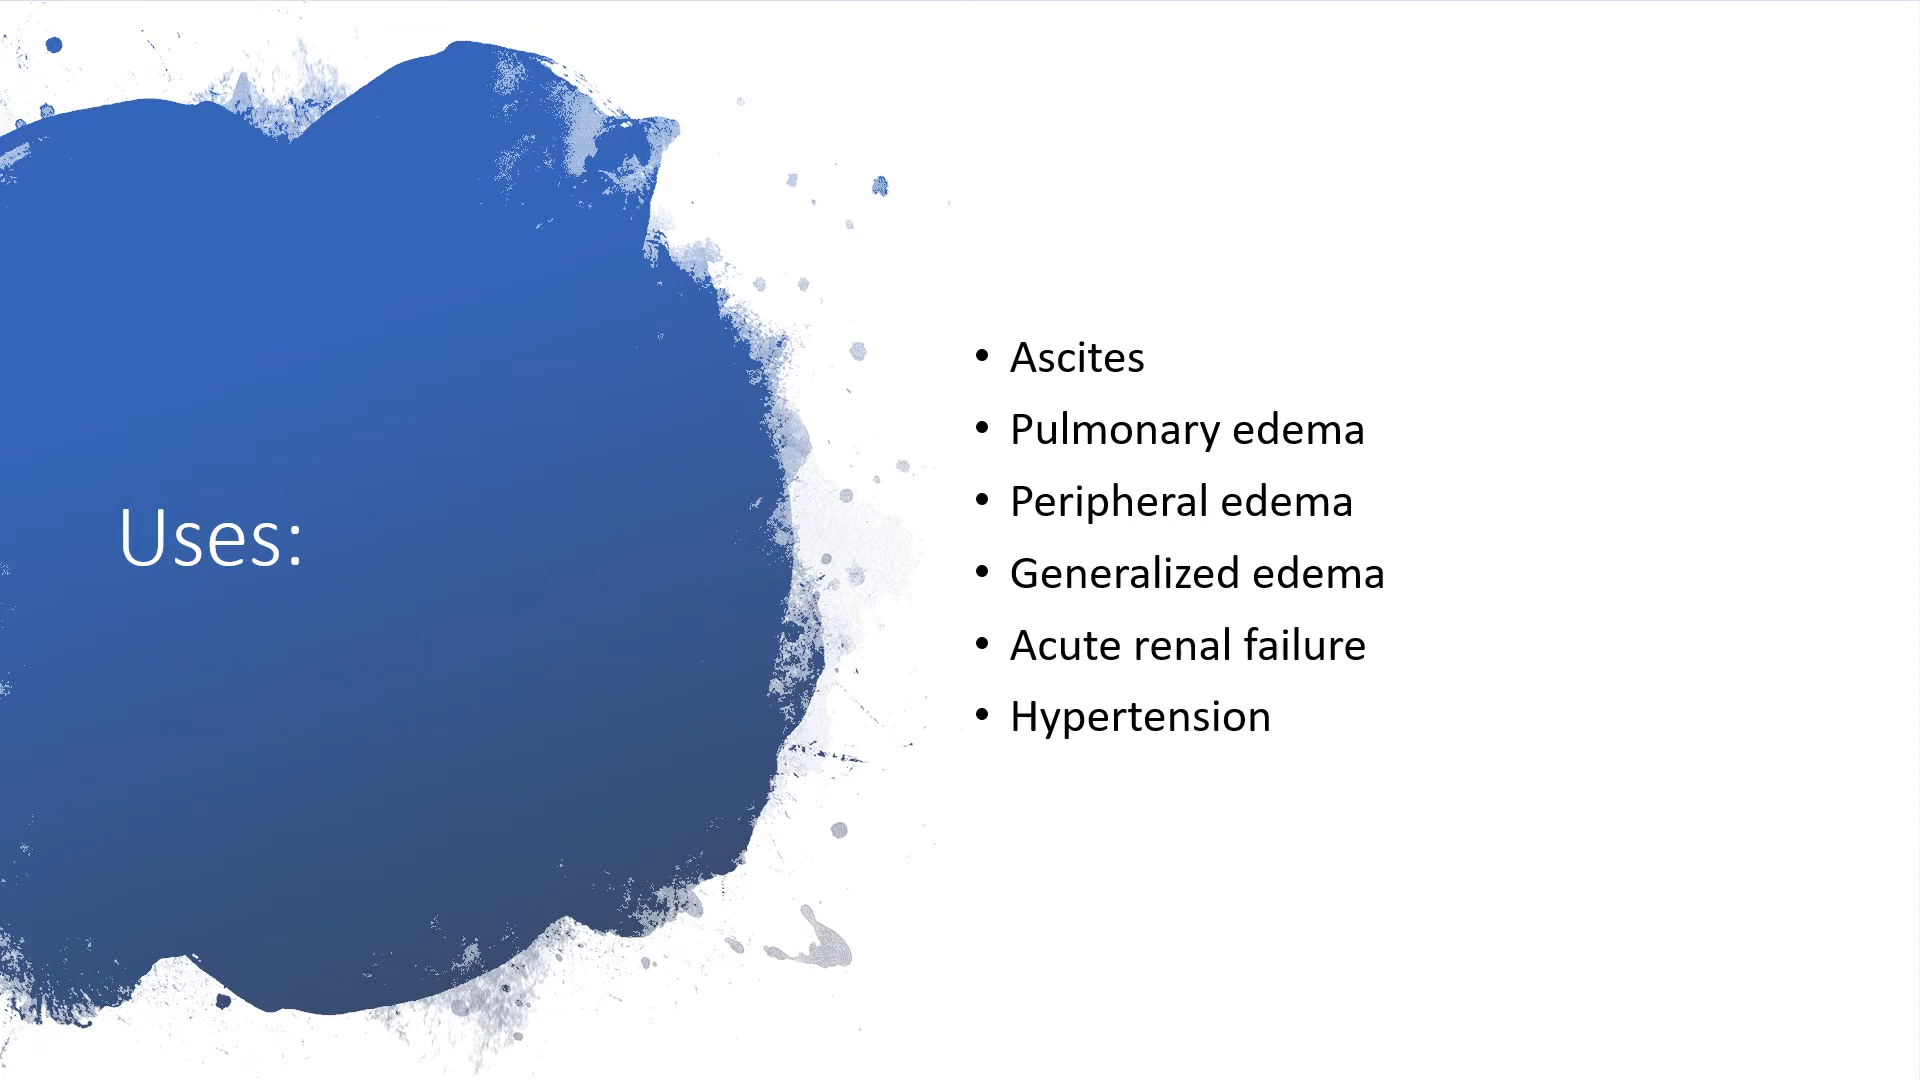 Uses:
• Ascites
• Pulmonary edema
• Peripheral edema
• Generalized edema
• Acute renal failure
• Hypertension